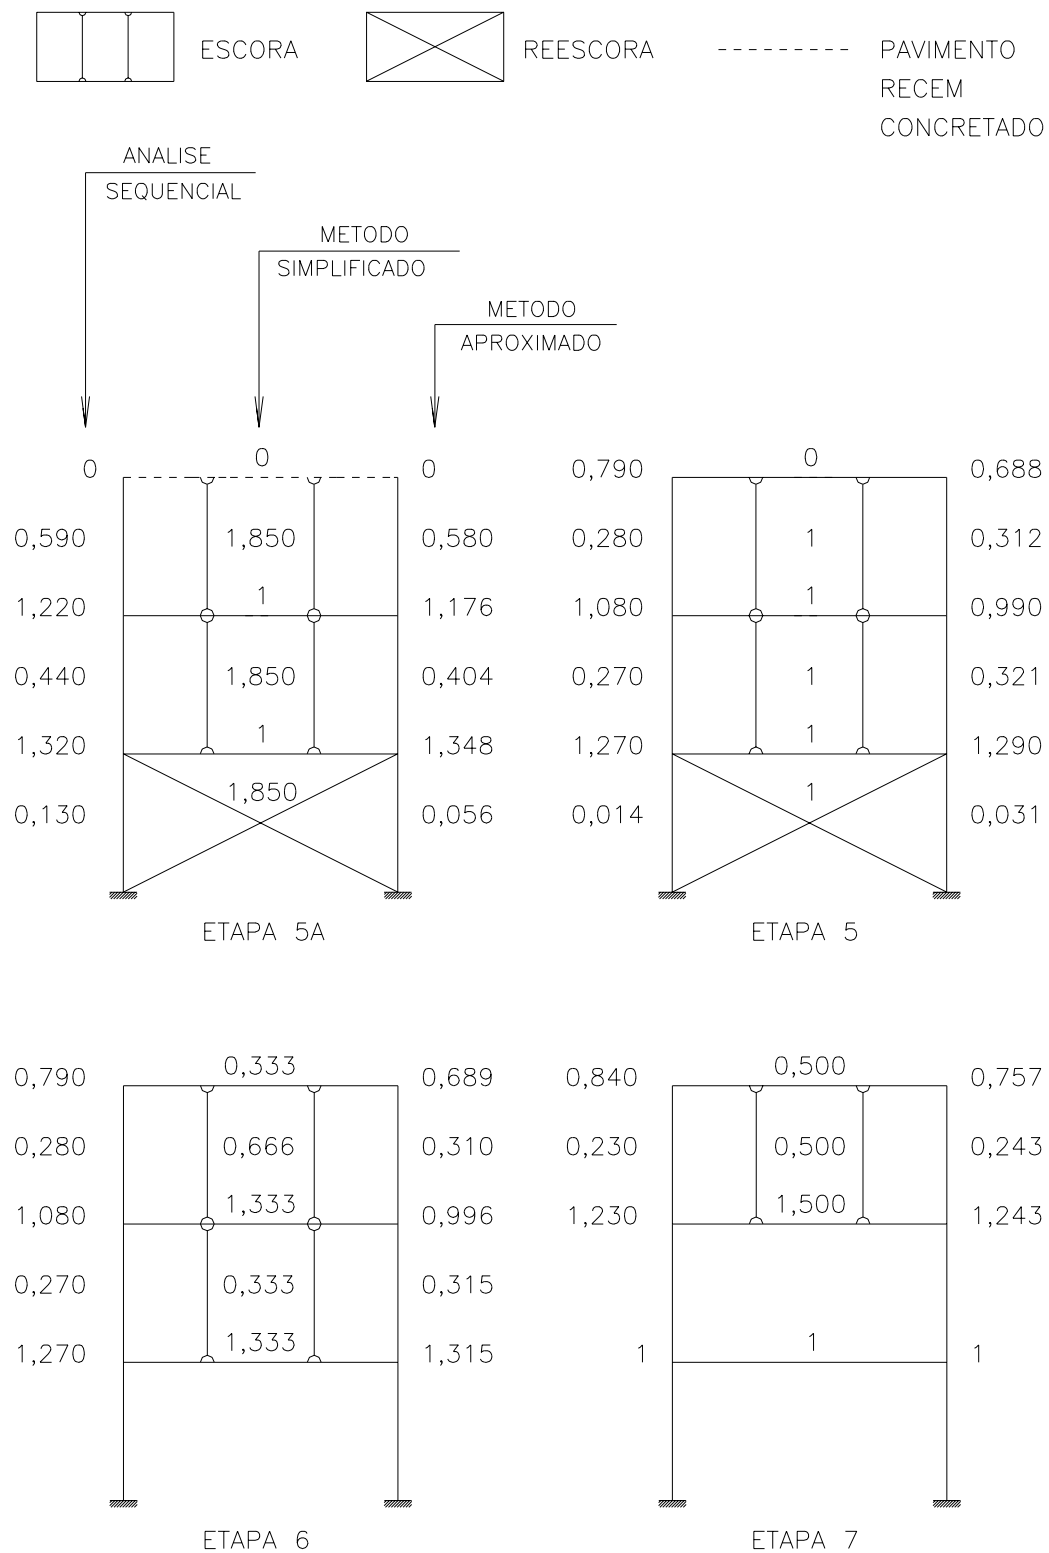 ESCORA
REESCORA
PAVIMENTO
RECEM
CONCRETADO
ANALISE
SEQUENCIAL
METODO
SIMPLIFICADO
METODO
APROXIMADO
0 0 0
0,590 1,850 0,580
1,220 1 1,176
0,440 1,850 0,404
1,320 1 1,348
0,130 1,850 0,056
ETAPA 5A
0,790 0 0,688
0,280 1 0,312
1,080 1 0,990
0,270 1 0,321
1,270 1 1,290
0,014 1 0,031
ETAPA 5
0,790 0,333 0,689
0,280 0,666 0,310
1,080 1,333 0,996
0,270 0,333 0,315
1,270 1,333 1,315
ETAPA 6
0,840 0,500 0,757
0,230 0,500 0,243
1,230 1,500 1,243
1 1 1
ETAPA 7